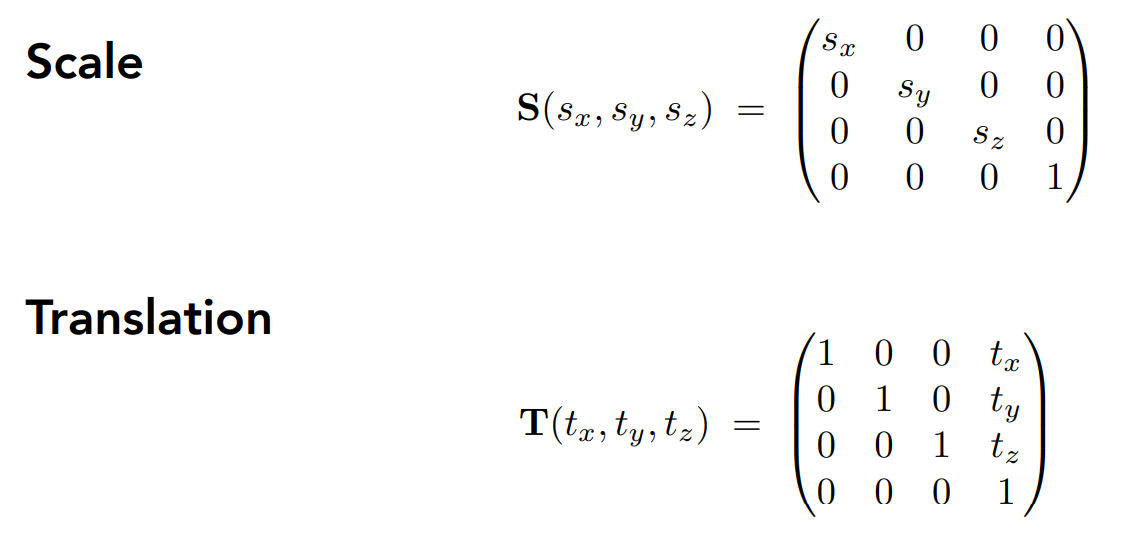 Scale
S(s_x, s_y, s_z) =
s_x 0 0 0
0 s_y 0 0
0 0 s_z 0
0 0 0 1
Translation
T(t_x, t_y, t_z) =
1 0 0 t_x
0 1 0 t_y
0 0 1 t_z
0 0 0 1